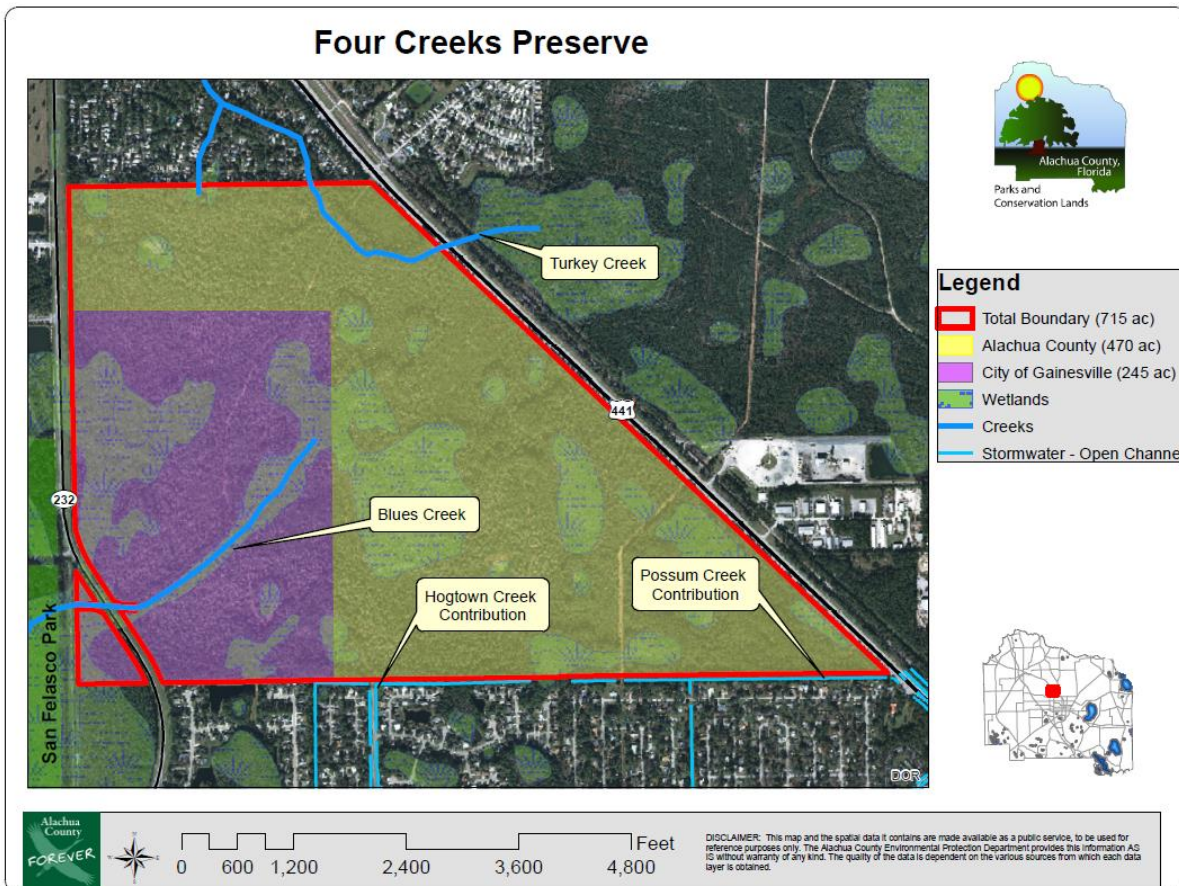 Four Creeks Preserve
Alachua County,
Florida
Parks and
Conservation Lands
Turkey Creek
441
232
Blues Creek
Hogtown Creek
Contribution
Possum Creek
Contribution
San Felasco Park
DOR
Legend
Total Boundary (715 ac)
Alachua County (470 ac)
City of Gainesville (245 ac)
Wetlands
Creeks
Stormwater - Open Channe
Alachua
County
FOREVER
Feet
0 600 1,200 2,400 3,600 4,800
DISCLAIMER: This map and the spatial data it contains are made available as a public service, to be used for
reference purposes only. The Alachua County Environmental Protection Department provides this information AS
IS without warranty of any kind. The quality of the data is dependent on the various sources from which each data
layer is obtained.